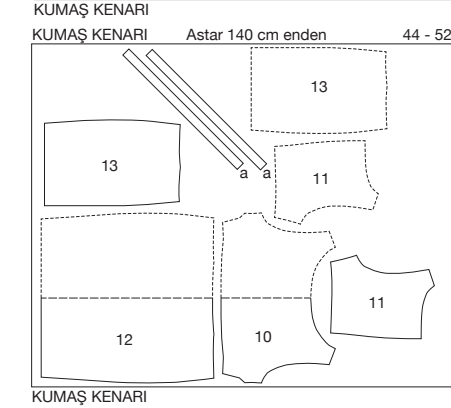 KUMAŞ KENARI
KUMAŞ KENARI Astar 140 cm enden 44 - 52
13
13
a a
11
11
12
10
KUMAŞ KENARI